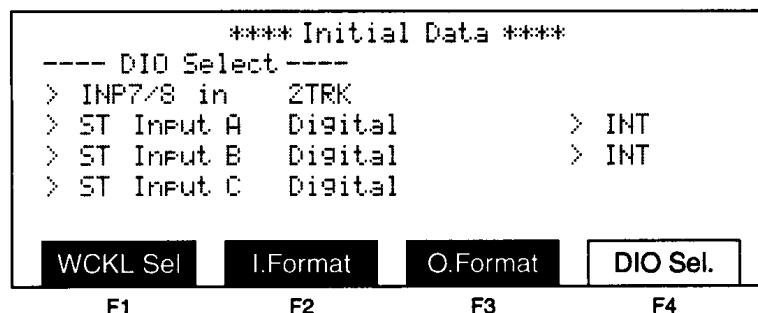 **** Initial Data ****
---- DIO Select ----
> INP7/8 in 2TRK
> ST Input A Digital > INT
> ST Input B Digital > INT
> ST Input C Digital
WCKL Sel I.Format O.Format DIO Sel.
F1 F2 F3 F4